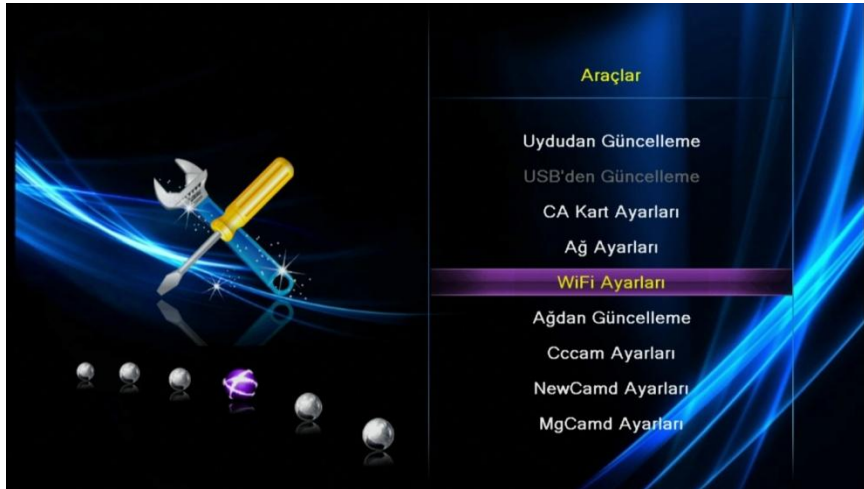 Araçlar
Uydudan Güncelleme
USB'den Güncelleme
CA Kart Ayarları
Ağ Ayarları
WiFi Ayarları
Ağdan Güncelleme
Cccam Ayarları
NewCamd Ayarları
MgCamd Ayarları